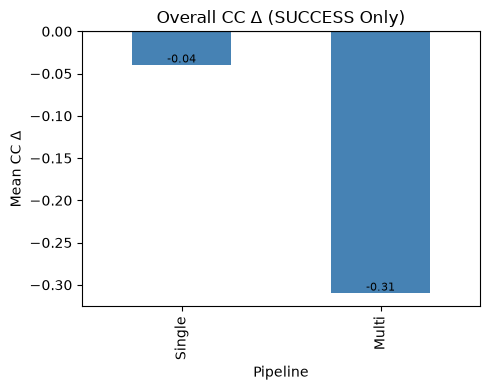 Overall CC Δ (SUCCESS Only)
Mean CC Δ
0.00
−0.05
−0.10
−0.15
−0.20
−0.25
−0.30
-0.04
-0.31
Single
Multi
Pipeline